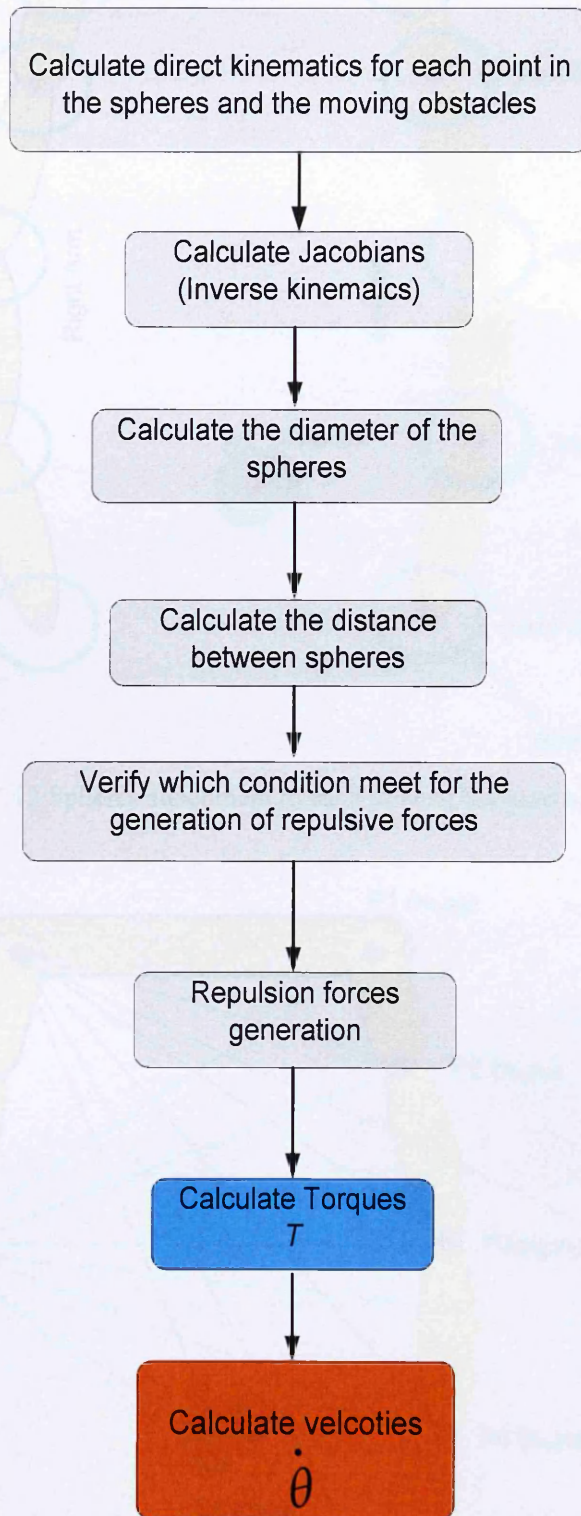 Calculate direct kinematics for each point in
the spheres and the moving obstacles
Calculate Jacobians
(Inverse kinemaics)
Calculate the diameter of the
spheres
Calculate the distance
between spheres
Verify which condition meet for the
generation of repulsive forces
Repulsion forces
generation
Calculate Torques
T
Calculate velcoties
θ̇